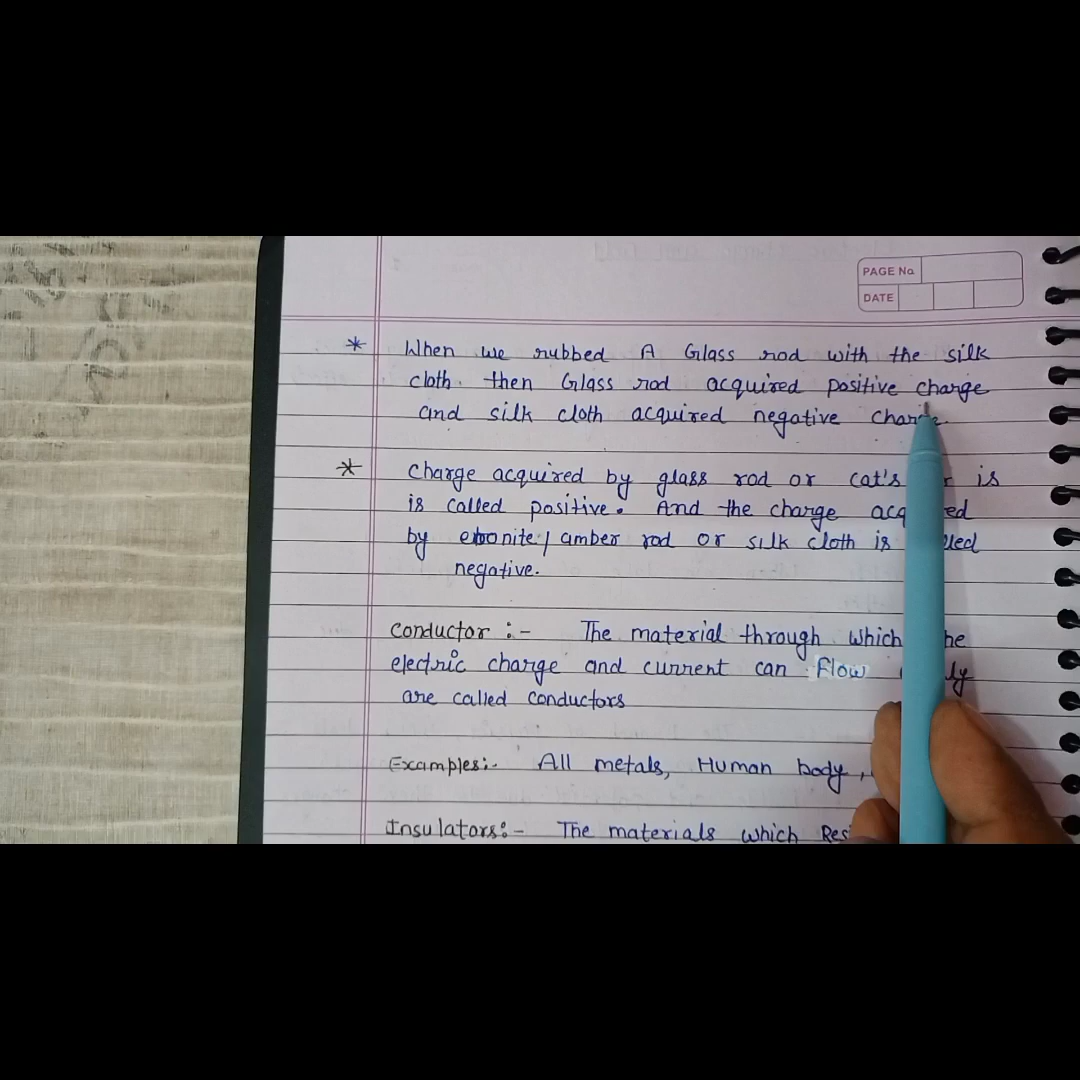 PAGE No
DATE
* When we rubbed A Glass rod with the silk
cloth. then Glass rod acquired positive charge
and silk cloth acquired negative charge.
* Charge acquired by glass rod or cat's is
is called positive. And the charge
by ebonite/amber rod or silk cloth is
negative.
Conductor :- The material through which
electric charge and current can flow
are called conductors
Examples:- All metals, Human body,
Insulators:- The materials which